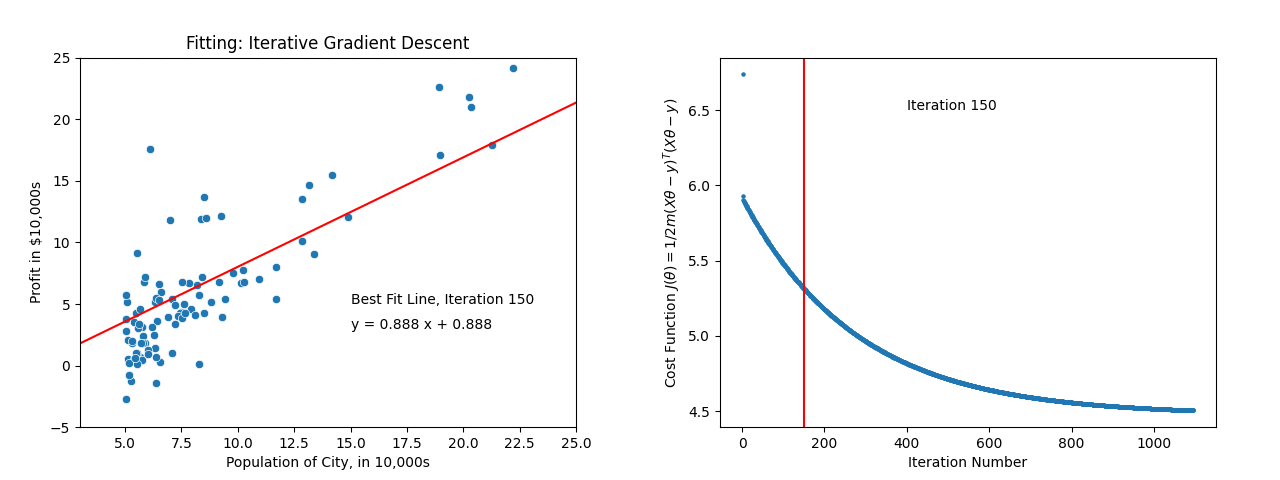 Fitting: Iterative Gradient Descent
25
20
15
10
5
0
−5
Profit in $10,000s
Best Fit Line, Iteration 150
y = 0.888 x + 0.888
5.0 7.5 10.0 12.5 15.0 17.5 20.0 22.5 25.0
Population of City, in 10,000s
6.5
6.0
5.5
5.0
4.5
Cost Function J(θ) = 1/2m(Xθ − y)ᵀ(Xθ − y)
Iteration 150
0 200 400 600 800 1000
Iteration Number